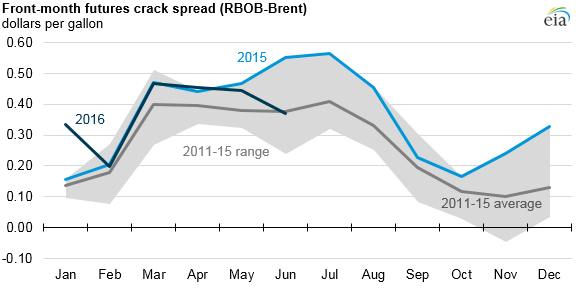 Front-month futures crack spread (RBOB-Brent)
dollars per gallon
eia
0.60
0.50
0.40
0.30
0.20
0.10
0.00
-0.10
2015
2016
2011-15 range
2011-15 average
Jan Feb Mar Apr May Jun Jul Aug Sep Oct Nov Dec